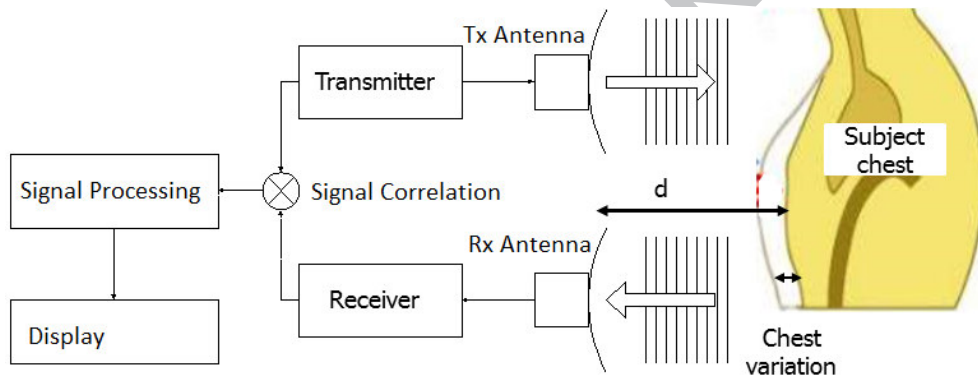 Tx Antenna
Transmitter
Subject
chest
Signal Processing
Signal Correlation
d
Rx Antenna
Receiver
Display
Chest
variation